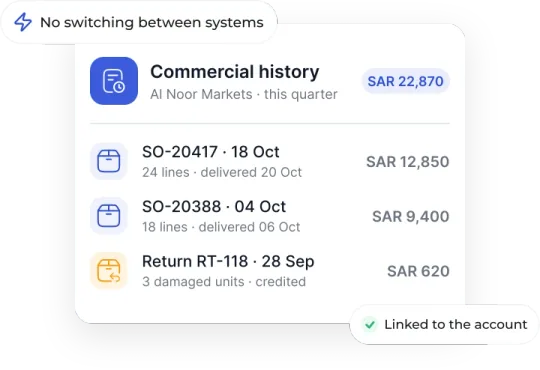 No switching between systems
Commercial history
SAR 22,870
Al Noor Markets · this quarter
SO-20417 · 18 Oct
SAR 12,850
24 lines · delivered 20 Oct
SO-20388 · 04 Oct
SAR 9,400
18 lines · delivered 06 Oct
Return RT-118 · 28 Sep
SAR 620
3 damaged units · credited
Linked to the account